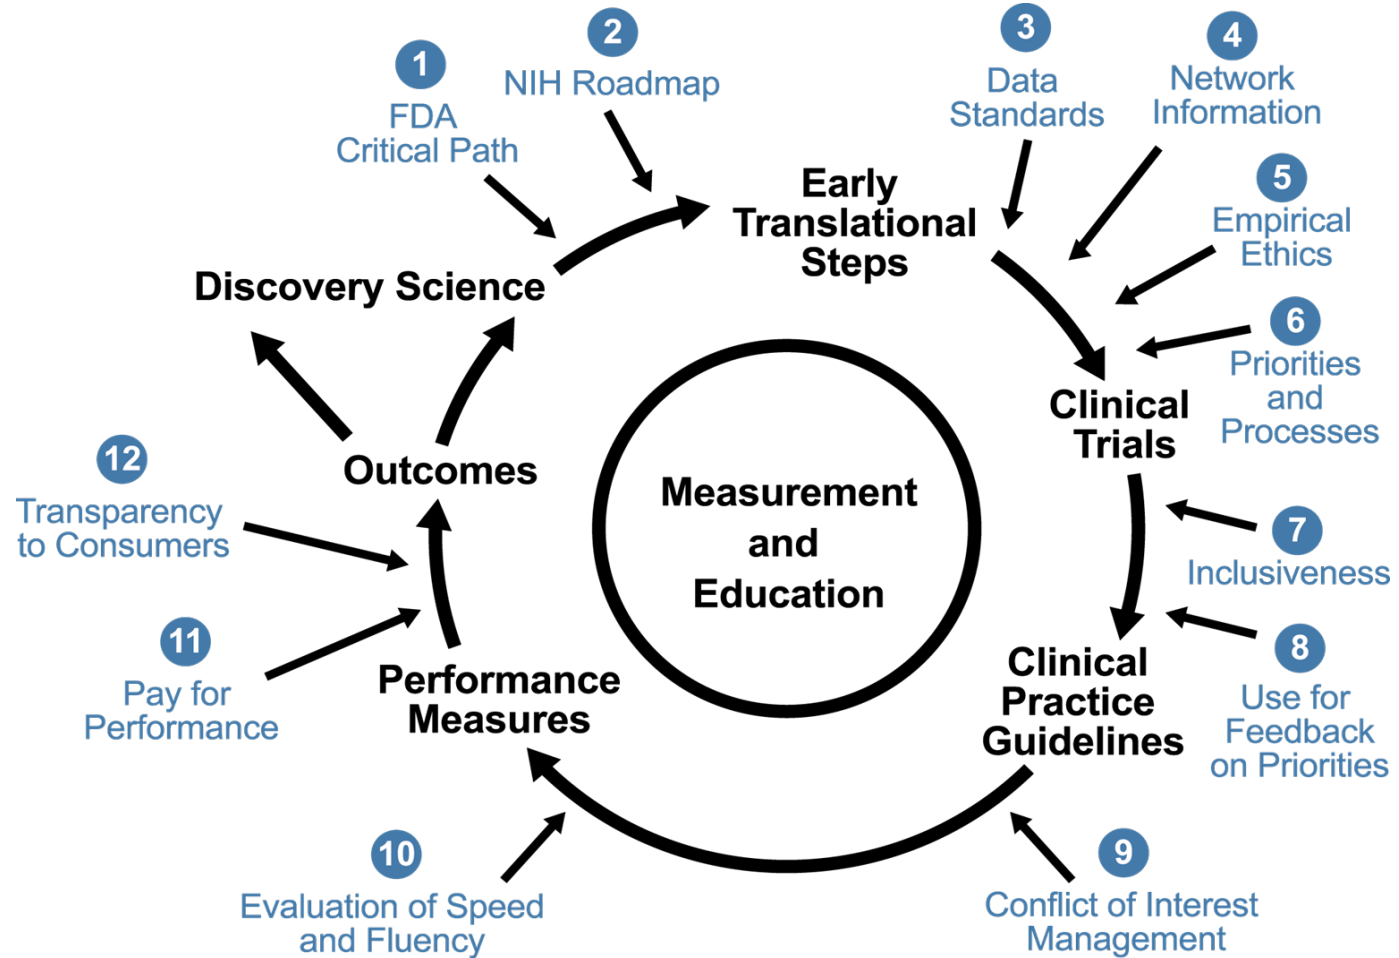 1
FDA
Critical Path
2
NIH Roadmap
3
Data
Standards
4
Network
Information
5
Empirical
Ethics
6
Priorities
and
Processes
7
Inclusiveness
8
Use for
Feedback
on Priorities
9
Conflict of Interest
Management
10
Evaluation of Speed
and Fluency
11
Pay for
Performance
12
Transparency
to Consumers
Early
Translational
Steps
Clinical
Trials
Clinical
Practice
Guidelines
Performance
Measures
Outcomes
Discovery Science
Measurement
and
Education